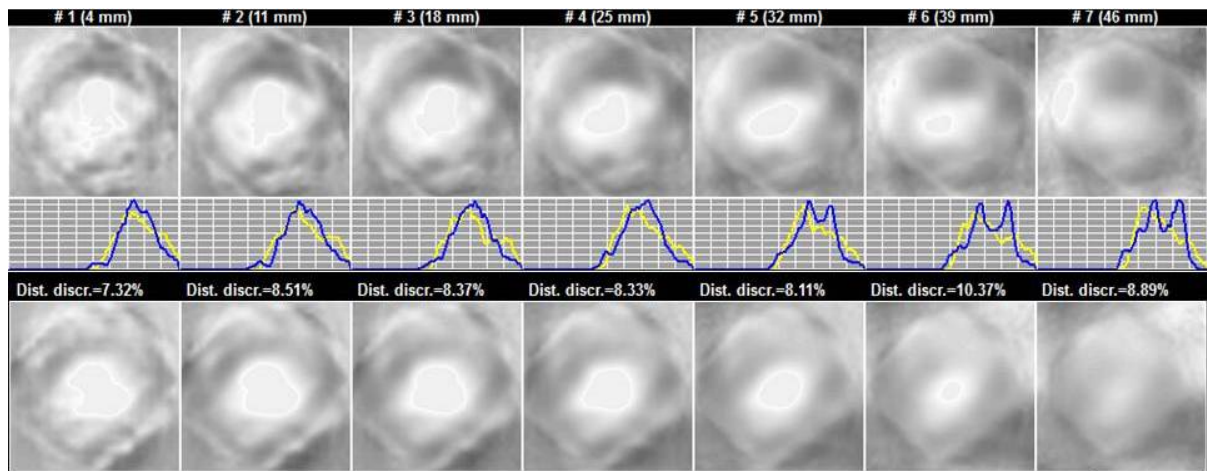 # 1 (4 mm) # 2 (11 mm) # 3 (18 mm) # 4 (25 mm) # 5 (32 mm) # 6 (39 mm) # 7 (46 mm)
Dist. discr.=7.32% Dist. discr.=8.51% Dist. discr.=8.37% Dist. discr.=8.33% Dist. discr.=8.11% Dist. discr.=10.37% Dist. discr.=8.89%